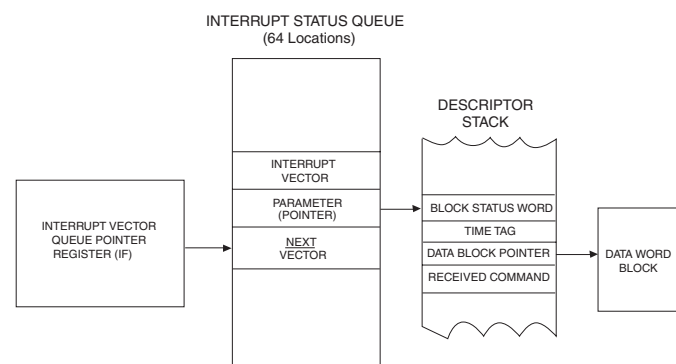 INTERRUPT STATUS QUEUE
(64 Locations)
DESCRIPTOR
STACK
INTERRUPT
VECTOR
PARAMETER
(POINTER)
NEXT
VECTOR
INTERRUPT VECTOR
QUEUE POINTER
REGISTER (IF)
BLOCK STATUS WORD
TIME TAG
DATA BLOCK POINTER
RECEIVED COMMAND
DATA WORD
BLOCK